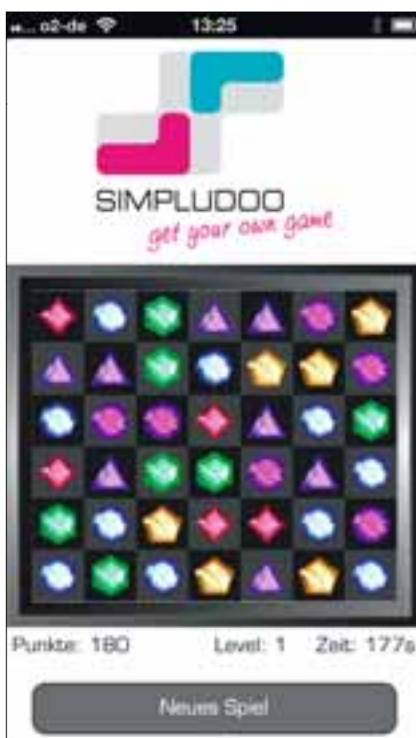 o2-de 13:25
SIMPLUDOO
get your own game
Punkte: 180 Level: 1 Zeit: 177s
Neues Spiel